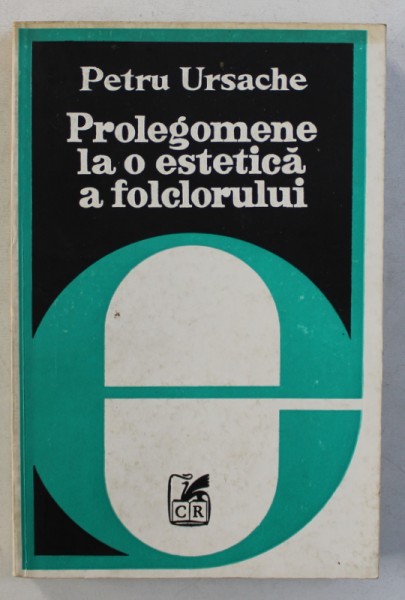 Petru Ursache
Prolegomene
la o estetică
a folclorului
CR